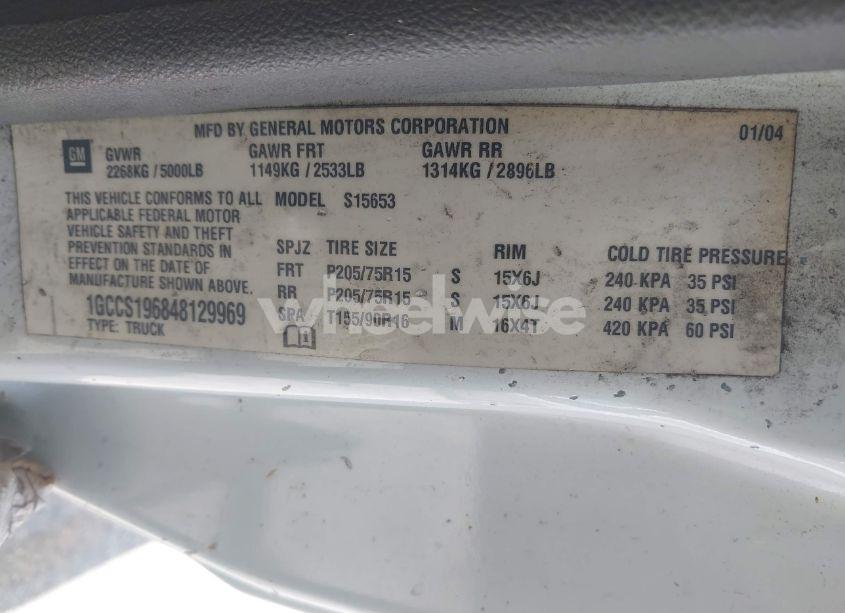 MFD BY GENERAL MOTORS CORPORATION 01/04
GM GVWR GAWR FRT GAWR RR
2268KG / 5000LB 1149KG / 2533LB 1314KG / 2896LB
THIS VEHICLE CONFORMS TO ALL MODEL S15653
APPLICABLE FEDERAL MOTOR
VEHICLE SAFETY AND THEFT
PREVENTION STANDARDS IN SPJZ TIRE SIZE RIM COLD TIRE PRESSURE
EFFECT ON THE DATE OF FRT P205/75R15 S 15X6J 240 KPA 35 PSI
MANUFACTURE SHOWN ABOVE. RR P205/75R15 S 15X6J 240 KPA 35 PSI
1GCCS196848129969 SPA T155/90R16 M 16X4T 420 KPA 60 PSI
TYPE: TRUCK
wheelwise